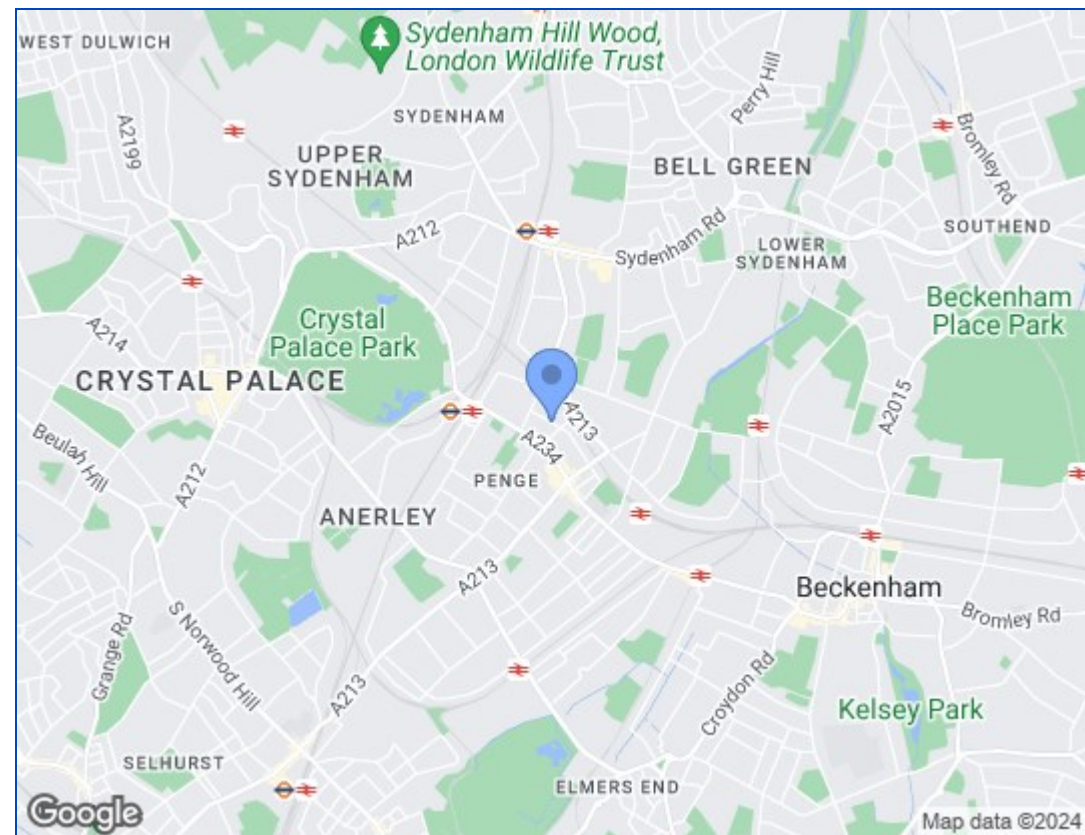 WEST DULWICH
Sydenham Hill Wood,
London Wildlife Trust
A2199
SYDENHAM
Perry Hill
UPPER
SYDENHAM
BELL GREEN
Bromley Rd
A212
Sydenham Rd
SOUTHEND
LOWER
SYDENHAM
Crystal
Palace Park
Beckenham
Place Park
A214
CRYSTAL PALACE
A213
A2015
Beulah Hill
A234
A212
PENGE
ANERLEY
A213
Beckenham
Bromley Rd
S Norwood Hill
Grange Rd
Croydon Rd
A213
Kelsey Park
SELHURST
ELMERS END
Google
Map data ©2024